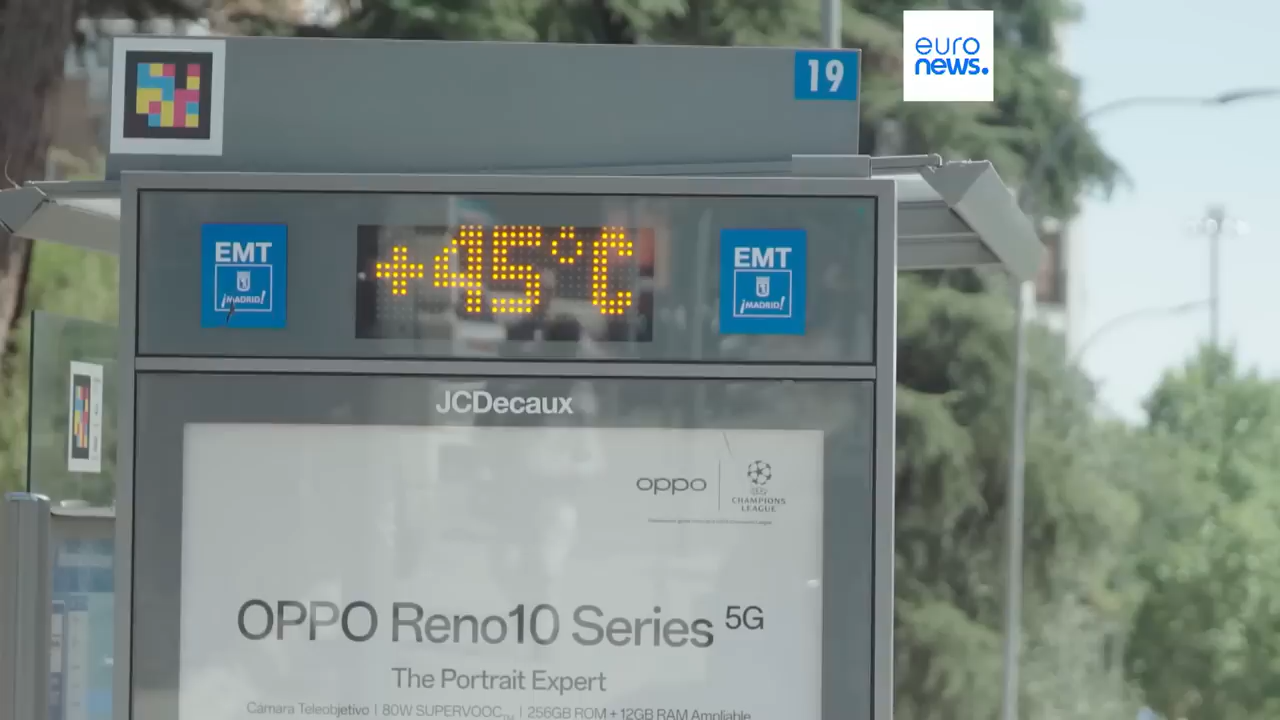 euro
news.
19
EMT
¡MADRID!
+45°C
EMT
¡MADRID!
JCDecaux
oppo
CHAMPIONS
LEAGUE
OPPO Reno10 Series 5G
The Portrait Expert
Cámara Teleobjetivo | 80W SUPERVOOC™ | 256GB ROM + 12GB RAM Ampliable